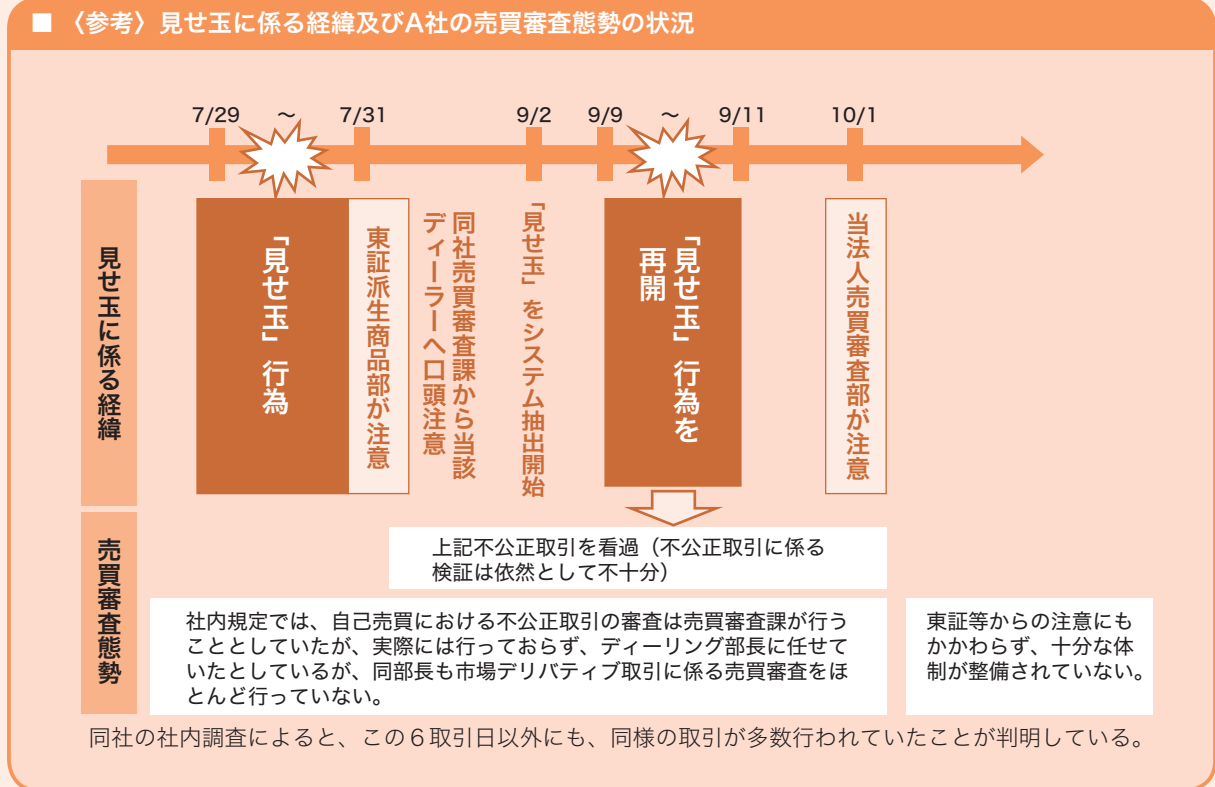 ■ 〈参考〉見せ玉に係る経緯及びA社の売買審査態勢の状況
7/29 ～ 7/31 9/2 9/9 ～ 9/11 10/1
見せ玉に係る経緯
「見せ玉」行為
東証派生商品部が注意
同社売買審査課から当該
ディーラーへ口頭注意
「見せ玉」をシステム抽出開始
「見せ玉」行為を
再開
当法人売買審査部が注意
売買審査態勢
上記不公正取引を看過（不公正取引に係る
検証は依然として不十分）
社内規定では、自己売買における不公正取引の審査は売買審査課が行う
こととしていたが、実際には行っておらず、ディーリング部長に任せて
いたとしているが、同部長も市場デリバティブ取引に係る売買審査をほ
とんど行っていない。
東証等からの注意にも
かかわらず、十分な体
制が整備されていない。
同社の社内調査によると、この６取引日以外にも、同様の取引が多数行われていたことが判明している。